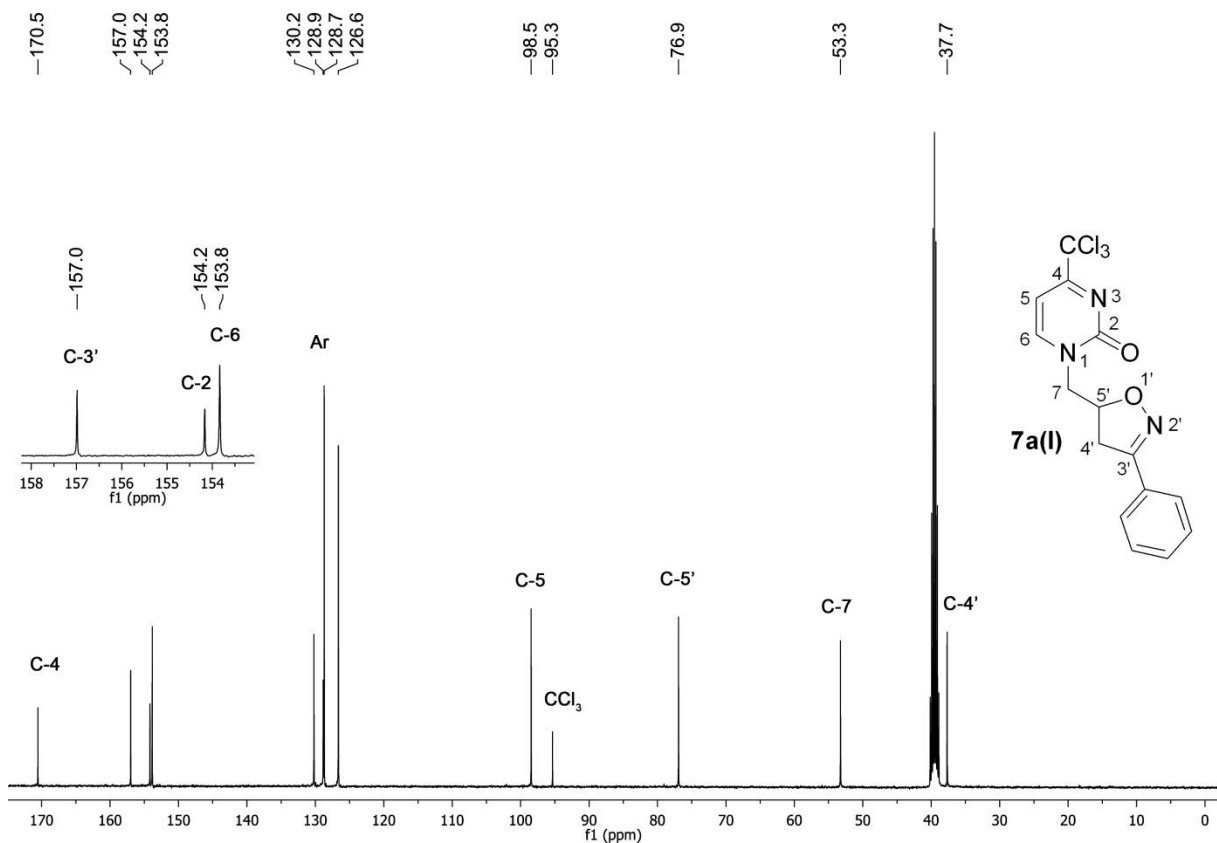 170.5
157.0
154.2
153.8
130.2
128.9
128.7
126.6
98.5
95.3
76.9
53.3
37.7
157.0
154.2
153.8
C-3'
C-2
C-6
158 157 156 155 154
f1 (ppm)
Ar
C-4
C-5
CCl3
C-5'
C-7
C-4'
CCl3
4
5
N 3
6
2
N
1
O
7
5'
O 1'
N 2'
4'
3'
7a(I)
170 160 150 140 130 120 110 100 90 80 70 60 50 40 30 20 10 0
f1 (ppm)